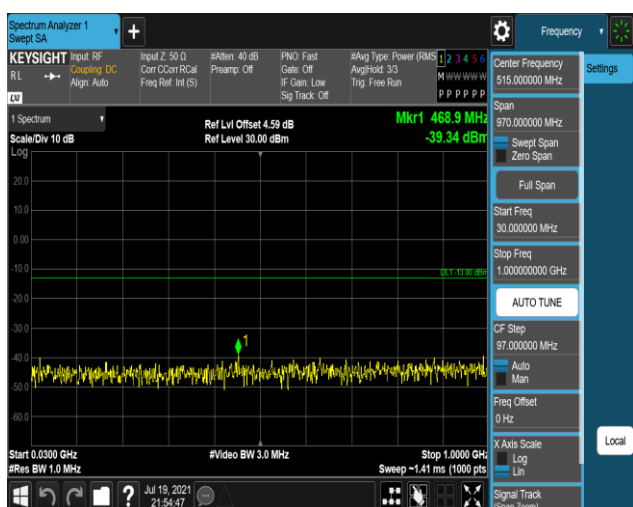 Spectrum Analyzer 1
Swept SA
Frequency
KEYSIGHT
RL
LXI
Input: RF
Coupling: DC
Align: Auto
Input Z: 50 Ω
Corr CCorr RCal
Freq Ref: Int (S)
#Atten: 40 dB
Preamp: Off
PNO: Fast
Gate: Off
IF Gain: Low
Sig Track: Off
#Avg Type: Power (RMS
Avg|Hold: 3/3
Trig: Free Run
1 2 3 4 5 6
M W W W W W
P P P P P P
1 Spectrum
Scale/Div 10 dB
Log
Ref Lvl Offset 4.59 dB
Ref Level 30.00 dBm
Mkr1 468.9 MHz
-39.34 dBm
20.0
10.0
0.00
-10.0
DL1 -13.00 dBm
-20.0
-30.0
1
-40.0
-50.0
-60.0
Start 0.0300 GHz
#Res BW 1.0 MHz
#Video BW 3.0 MHz
Stop 1.0000 GHz
Sweep ~1.41 ms (1000 pts
?
Jul 19, 2021
21:54:47
Center Frequency
515.000000 MHz
Span
970.000000 MHz
Swept Span
Zero Span
Full Span
Start Freq
30.000000 MHz
Stop Freq
1.000000000 GHz
AUTO TUNE
CF Step
97.000000 MHz
Auto
Man
Freq Offset
0 Hz
X Axis Scale
Log
Lin
Signal Track
(Span Zoom)
Settings
Local